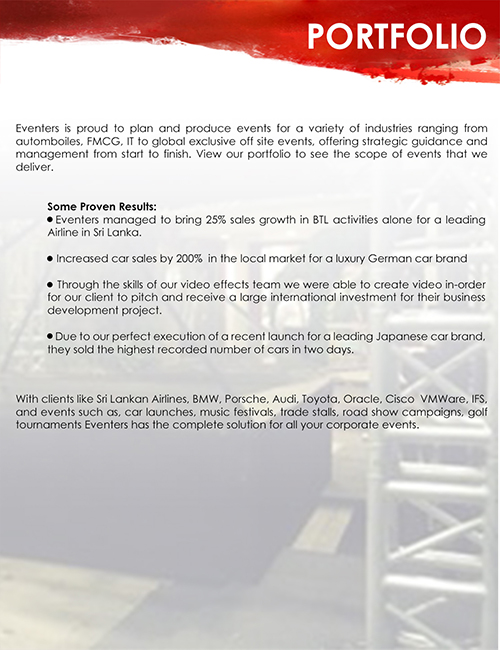 PORTFOLIO
Eventers is proud to plan and produce events for a variety of industries ranging from
automboiles, FMCG, IT to global exclusive off site events, offering strategic guidance and
management from start to finish. View our portfolio to see the scope of events that we
deliver.
Some Proven Results:
● Eventers managed to bring 25% sales growth in BTL activities alone for a leading
Airline in Sri Lanka.
● Increased car sales by 200% in the local market for a luxury German car brand
● Through the skills of our video effects team we were able to create video in-order
for our client to pitch and receive a large international investment for their business
development project.
● Due to our perfect execution of a recent launch for a leading Japanese car brand,
they sold the highest recorded number of cars in two days.
With clients like Sri Lankan Airlines, BMW, Porsche, Audi, Toyota, Oracle, Cisco VMWare, IFS,
and events such as, car launches, music festivals, trade stalls, road show campaigns, golf
tournaments Eventers has the complete solution for all your corporate events.